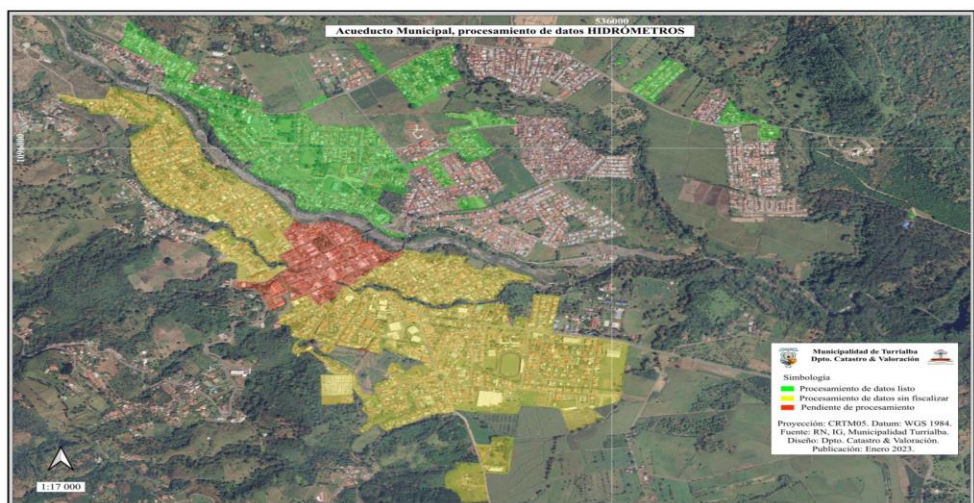 536000
Acueducto Municipal, procesamiento de datos HIDRÓMETROS
1096000
Municipalidad de Turrialba
Dpto. Catastro & Valoración
Simbología
Procesamiento de datos listo
Procesamiento de datos sin fiscalizar
Pendiente de procesamiento
Proyección: CRTM05. Datum: WGS 1984.
Fuente: RN, IG, Municipalidad Turrialba.
Diseño: Dpto. Catastro & Valoración.
Publicación: Enero 2023.
1:17 000